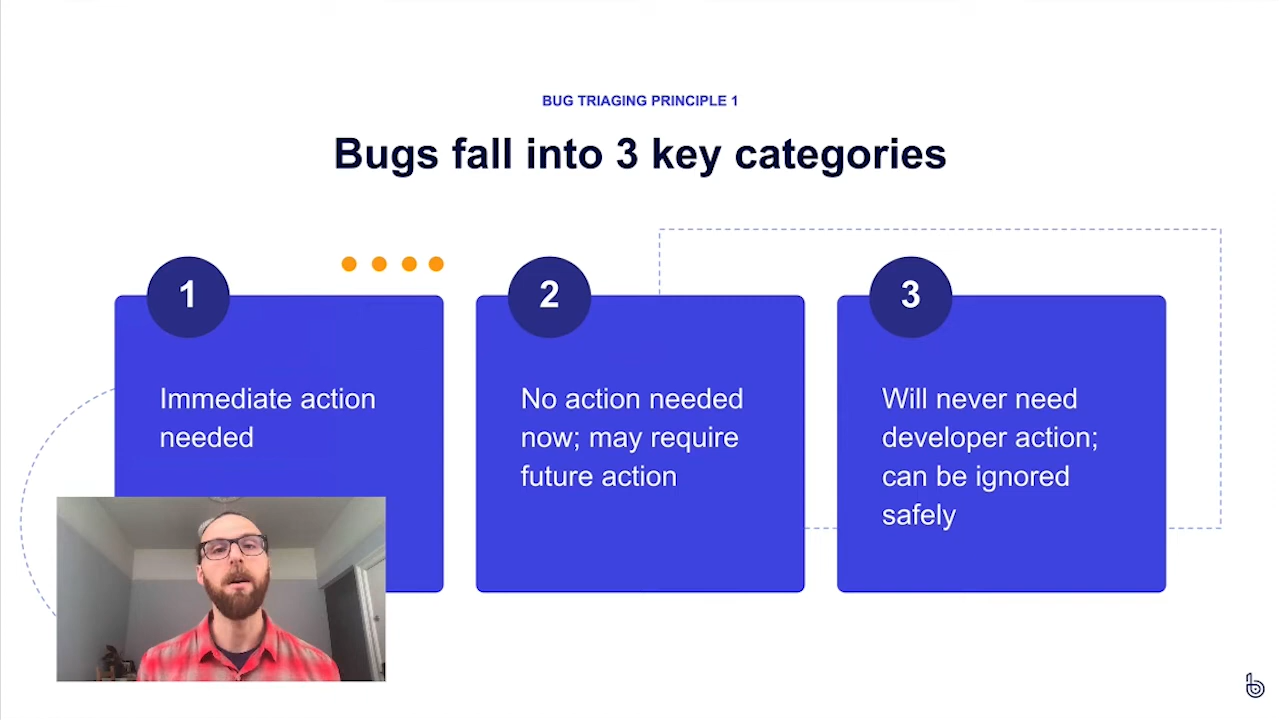 BUG TRIAGING PRINCIPLE 1
Bugs fall into 3 key categories
1
Immediate action
needed
2
No action needed
now; may require
future action
3
Will never need
developer action;
can be ignored
safely